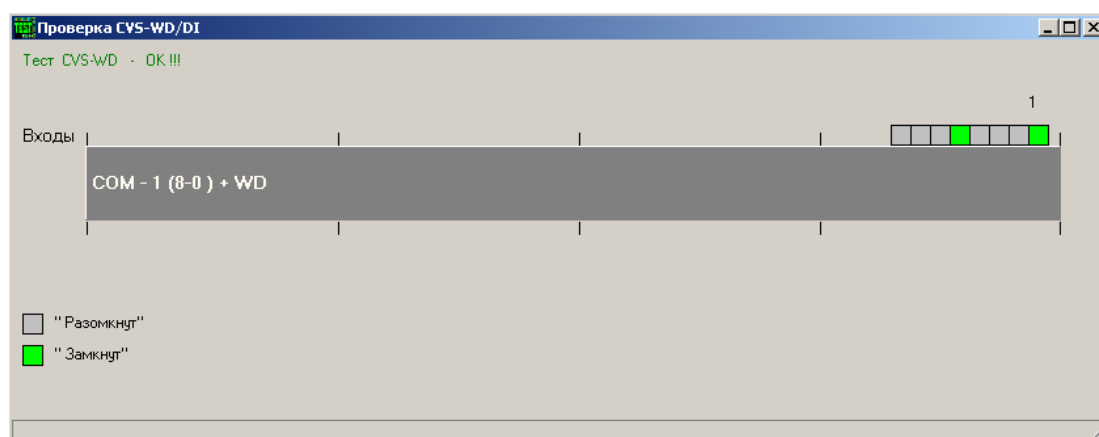 Проверка CVS-WD/DI
Тест CVS-WD - OK !!!
1
Входы
COM - 1 (8-0 ) + WD
"Разомкнут"
"Замкнут"